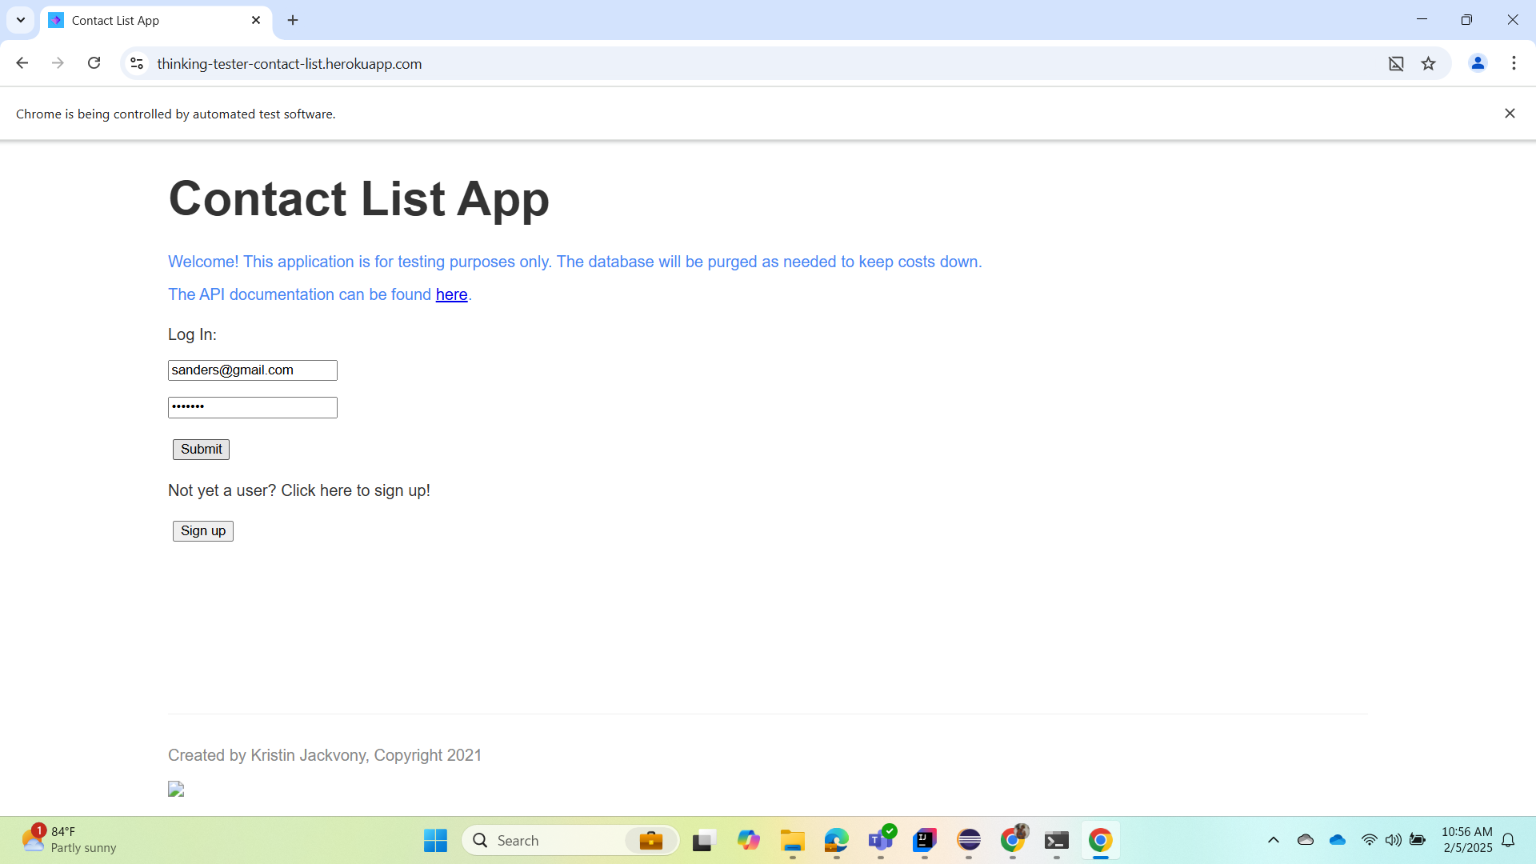 Contact List App
thinking-tester-contact-list.herokuapp.com
Chrome is being controlled by automated test software.
Contact List App
Welcome! This application is for testing purposes only. The database will be purged as needed to keep costs down.
The API documentation can be found here.
Log In:
sanders@gmail.com
•••••••
Submit
Not yet a user? Click here to sign up!
Sign up
Created by Kristin Jackvony, Copyright 2021
1
84°F
Partly sunny
Search
10:56 AM
2/5/2025